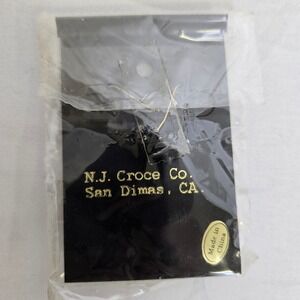 N.J. Croce Co.
San Dimas, CA.
Made in
China